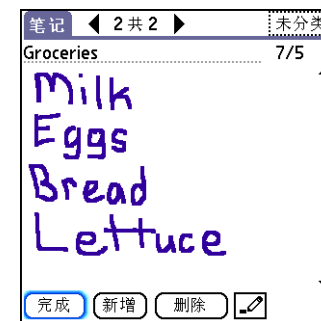 笔记 2 共 2 未分类
Groceries 7/5
Milk
Eggs
Bread
Lettuce
完成 新增 删除